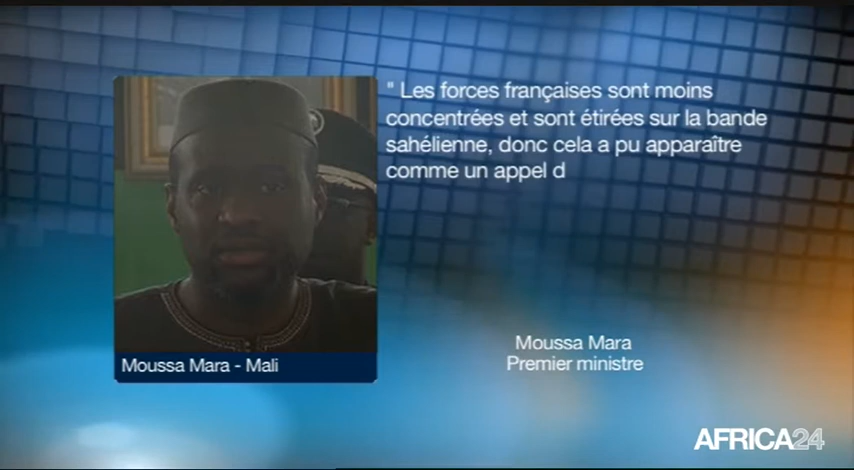 " Les forces françaises sont moins
concentrées et sont étirées sur la bande
sahélienne, donc cela a pu apparaître
comme un appel d
Moussa Mara - Mali
Moussa Mara
Premier ministre
AFRICA24